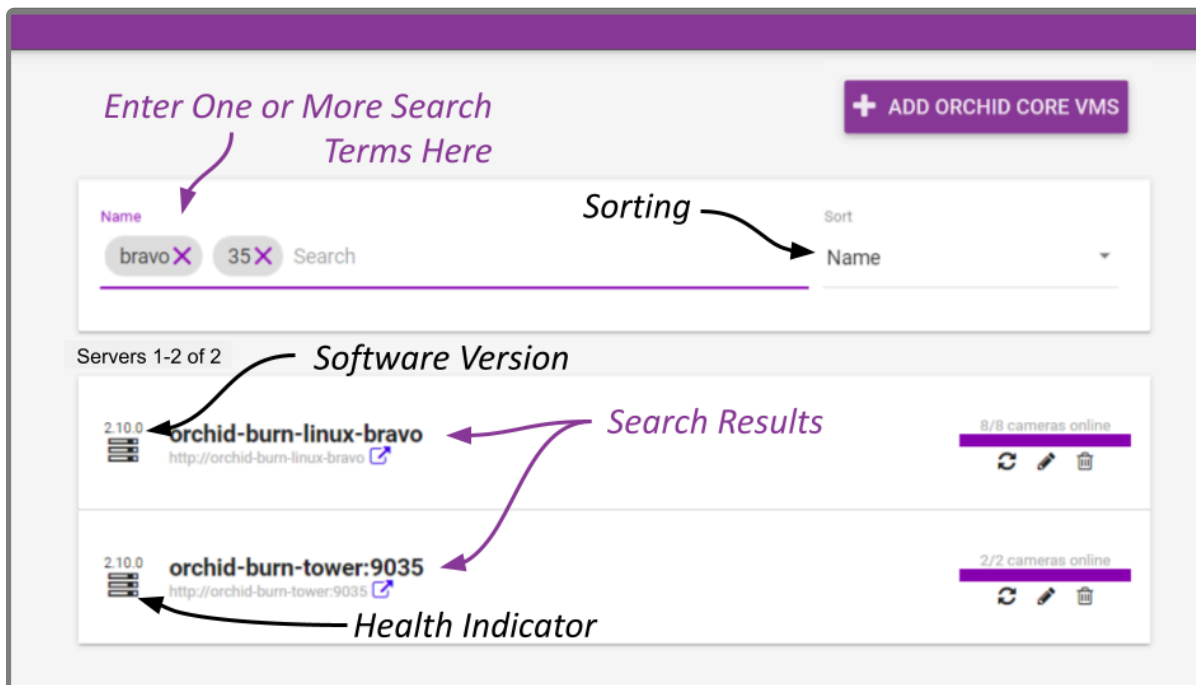 Enter One or More Search
Terms Here
ADD ORCHID CORE VMS
Sorting
Name
Sort
bravo 35 Search
Name
Servers 1-2 of 2
Software Version
2.10.0
orchid-burn-linux-bravo
http://orchid-burn-linux-bravo
Search Results
8/8 cameras online
2.10.0
orchid-burn-tower:9035
http://orchid-burn-tower:9035
2/2 cameras online
Health Indicator